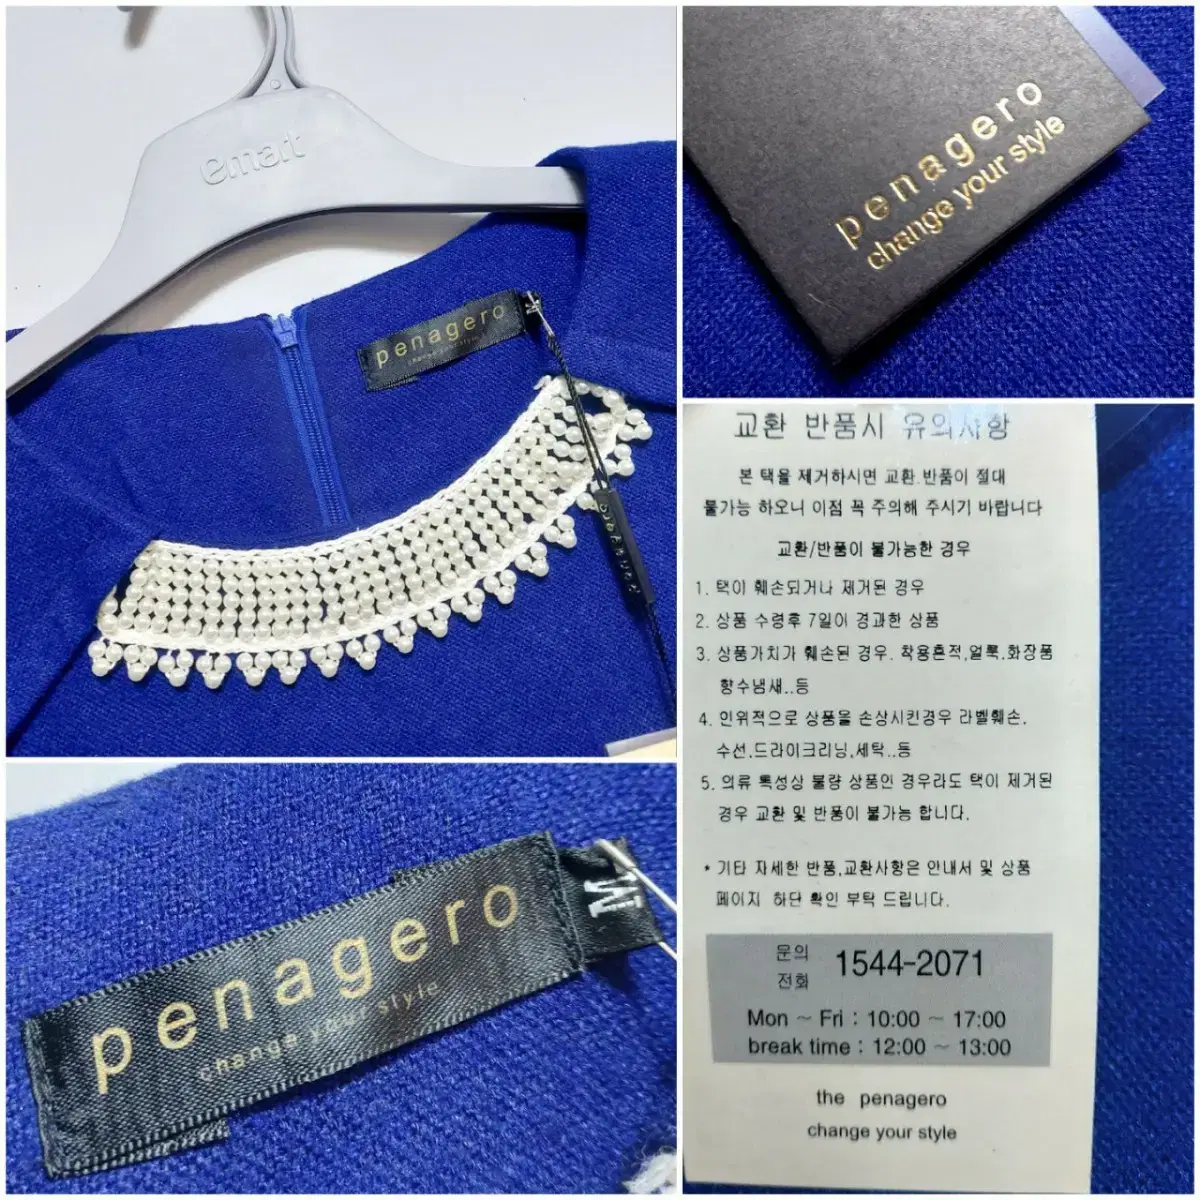 emart
penagero
change your style
M
penagero
penagero
change your style
penagero
change your style
M
교환 반품시 유의사항
본 택을 제거하시면 교환.반품이 절대
불가능 하오니 이점 꼭 주의해 주시기 바랍니다
교환/반품이 불가능한 경우
1. 택이 훼손되거나 제거된 경우
2. 상품 수령후 7일이 경과한 상품
3. 상품가치가 훼손된 경우. 착용흔적,얼룩,화장품
향수냄새..등
4. 인위적으로 상품을 손상시킨경우 라벨훼손,
수선,드라이크리닝,세탁..등
5. 의류 특성상 불량 상품인 경우라도 택이 제거된
경우 교환 및 반품이 불가능 합니다.
* 기타 자세한 반품,교환사항은 안내서 및 상품
페이지 하단 확인 부탁 드립니다.
문의
전화 1544-2071
Mon ~ Fri : 10:00 ~ 17:00
break time : 12:00 ~ 13:00
the penagero
change your style